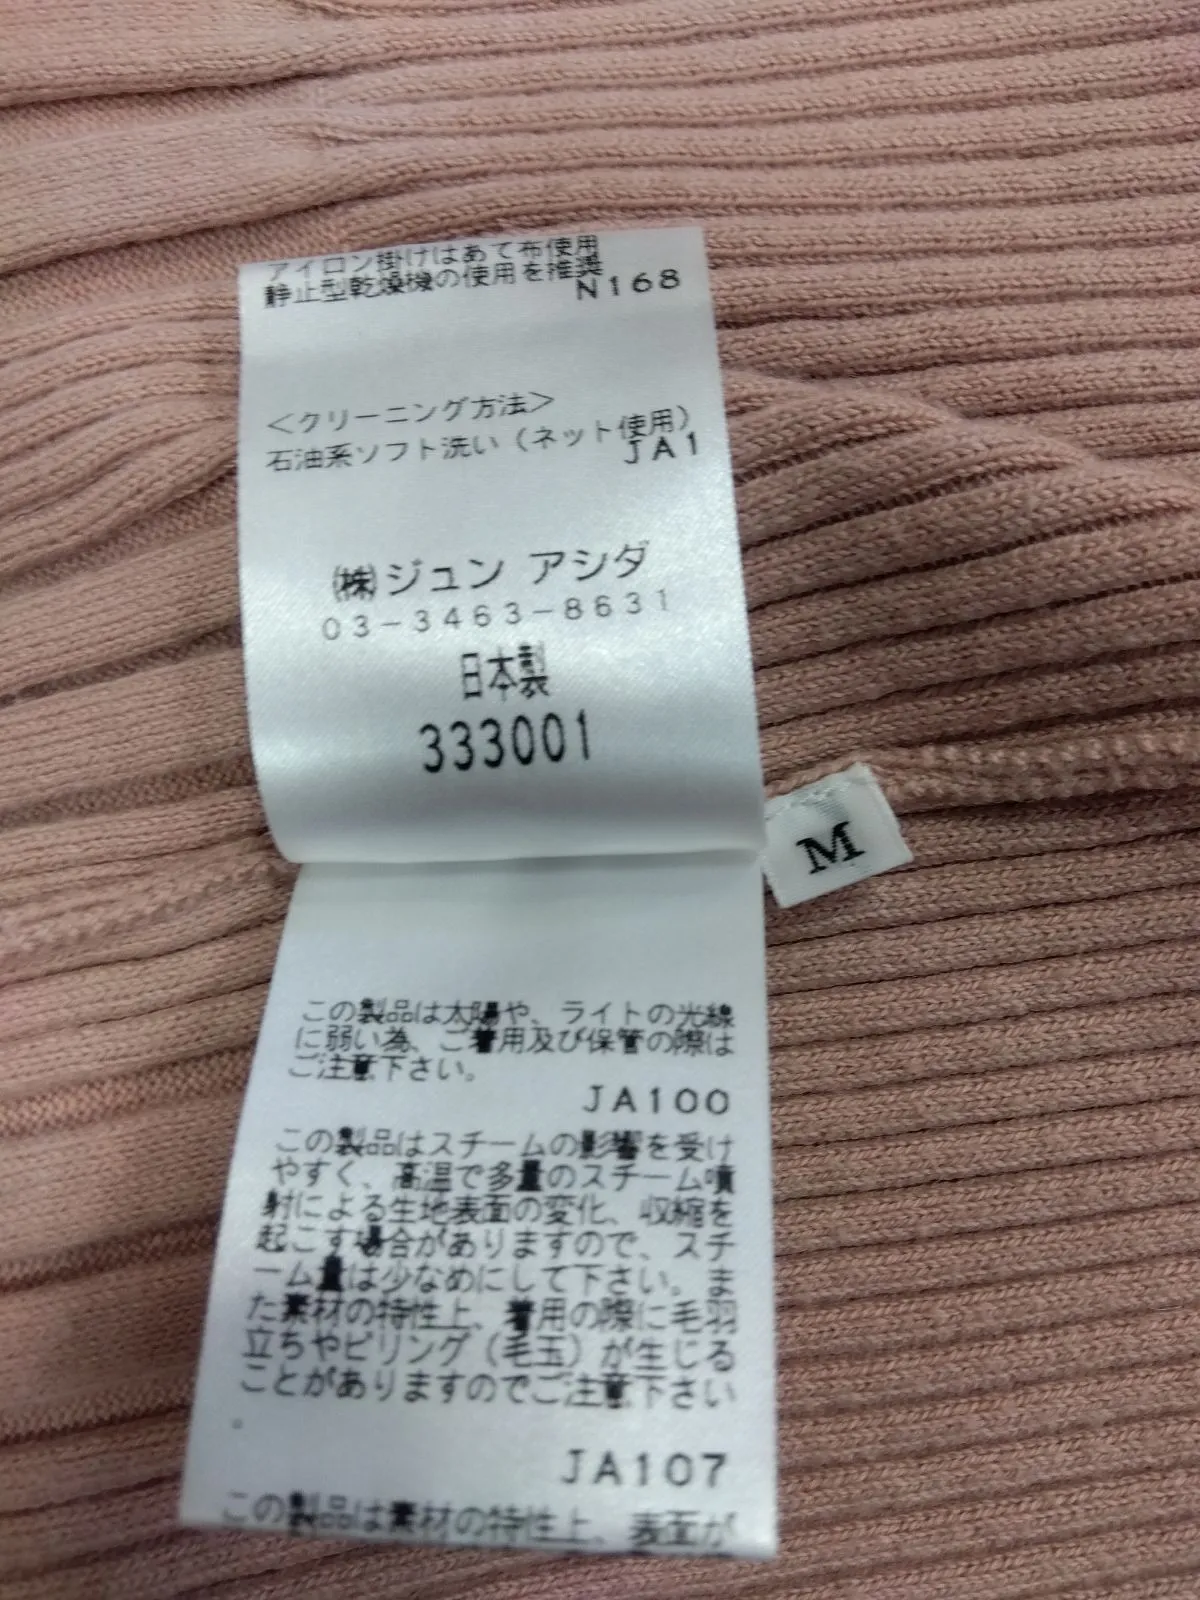 アイロン掛けはあて布使用
静止型乾燥機の使用を推奨
N168
＜クリーニング方法＞
石油系ソフト洗い（ネット使用）
JA1
㈱ジュン アシダ
03-3463-8631
日本製
333001
M
この製品は太陽や、ライトの光線
に弱い為、ご着用及び保管の際は
ご注意下さい。
JA100
この製品はスチームの影響を受け
やすく、高温で多量のスチーム噴
射による生地表面の変化、収縮を
起こす場合がありますので、スチ
ーム量は少なめにして下さい。ま
た素材の特性上、着用の際に毛羽
立ちやピリング（毛玉）が生じる
ことがありますのでご注意下さい
。
JA107
この製品は素材の特性上、表面が